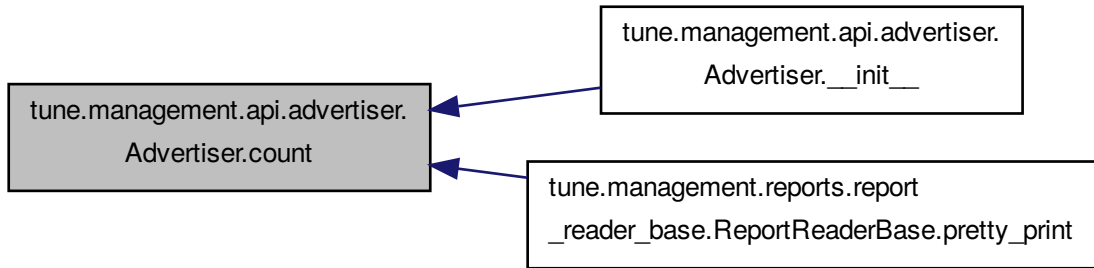 tune.management.api.advertiser.
Advertiser.count
tune.management.api.advertiser.
Advertiser.__init__
tune.management.reports.report
_reader_base.ReportReaderBase.pretty_print